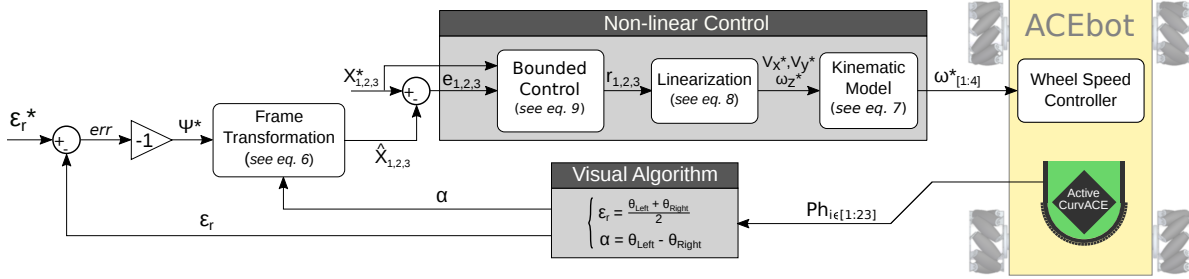 Non-linear Control
ACEbot
X*1,2,3
e1,2,3
Bounded
Control
(see eq. 9)
r1,2,3
Linearization
(see eq. 8)
Vx*,Vy*
ωz*
Kinematic
Model
(see eq. 7)
ω*[1:4]
Wheel Speed
Controller
+
-
εr*
+
-
err
-1
Ψ*
Frame
Transformation
(see eq. 6)
X̂1,2,3
Visual Algorithm
εr = θLeft + θRight
2
α = θLeft - θRight
α
εr
Phiϵ[1:23]
Active
CurvACE